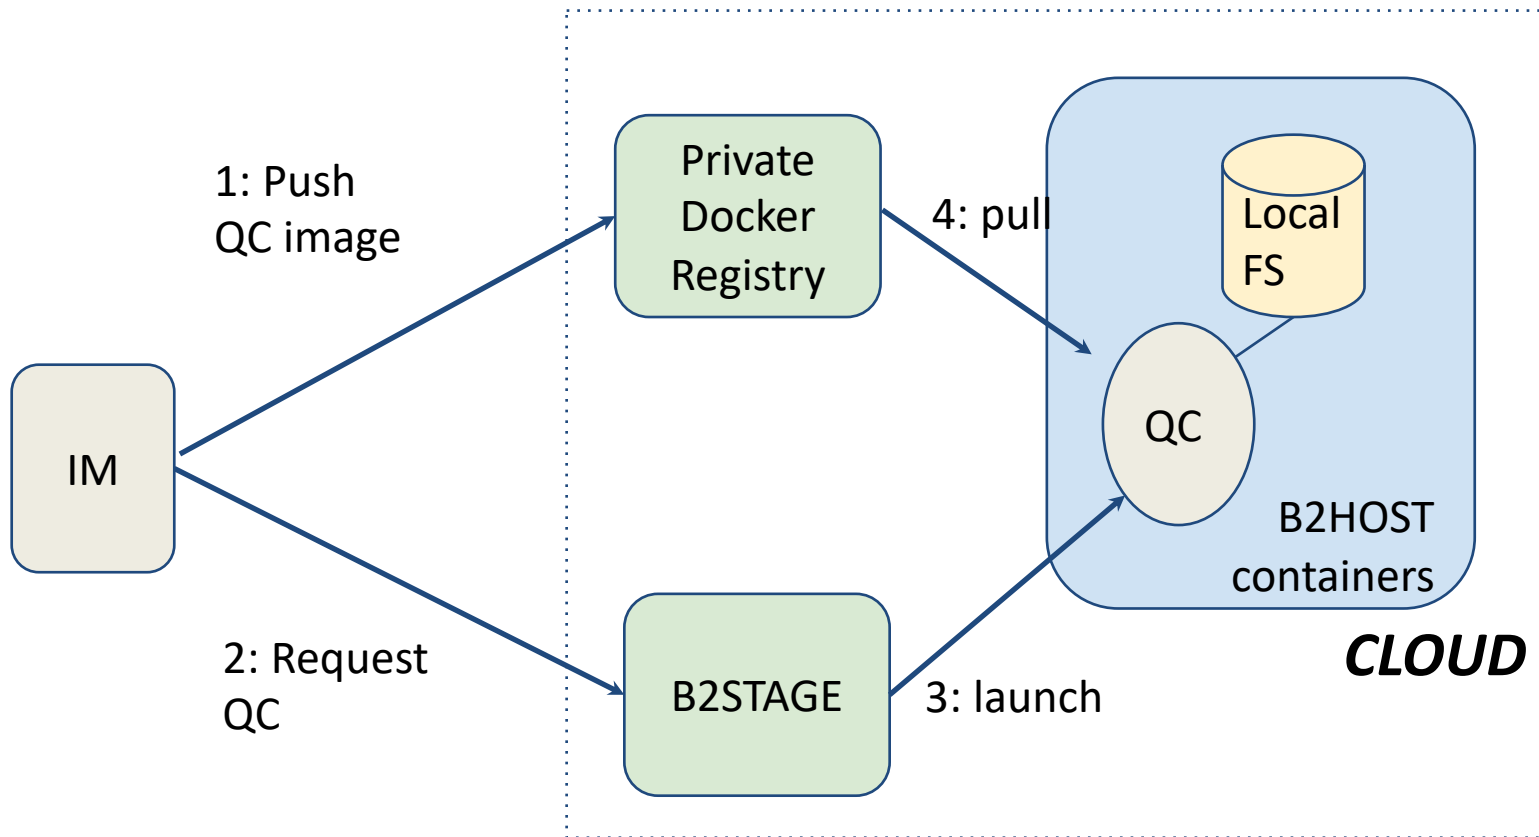 1: Push
QC image
Private
Docker
Registry
4: pull
Local
FS
IM
QC
B2HOST
containers
CLOUD
2: Request
QC
B2STAGE
3: launch